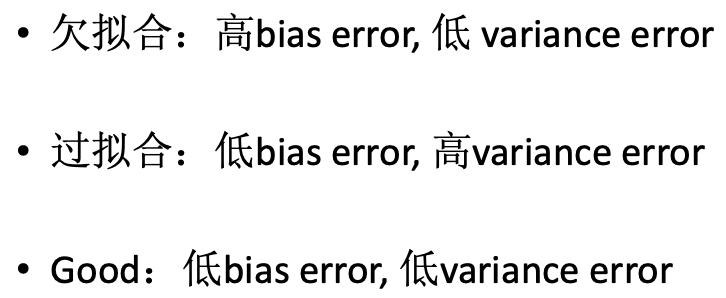 • 欠拟合：高bias error, 低 variance error
• 过拟合：低bias error, 高variance error
• Good：低bias error, 低variance error